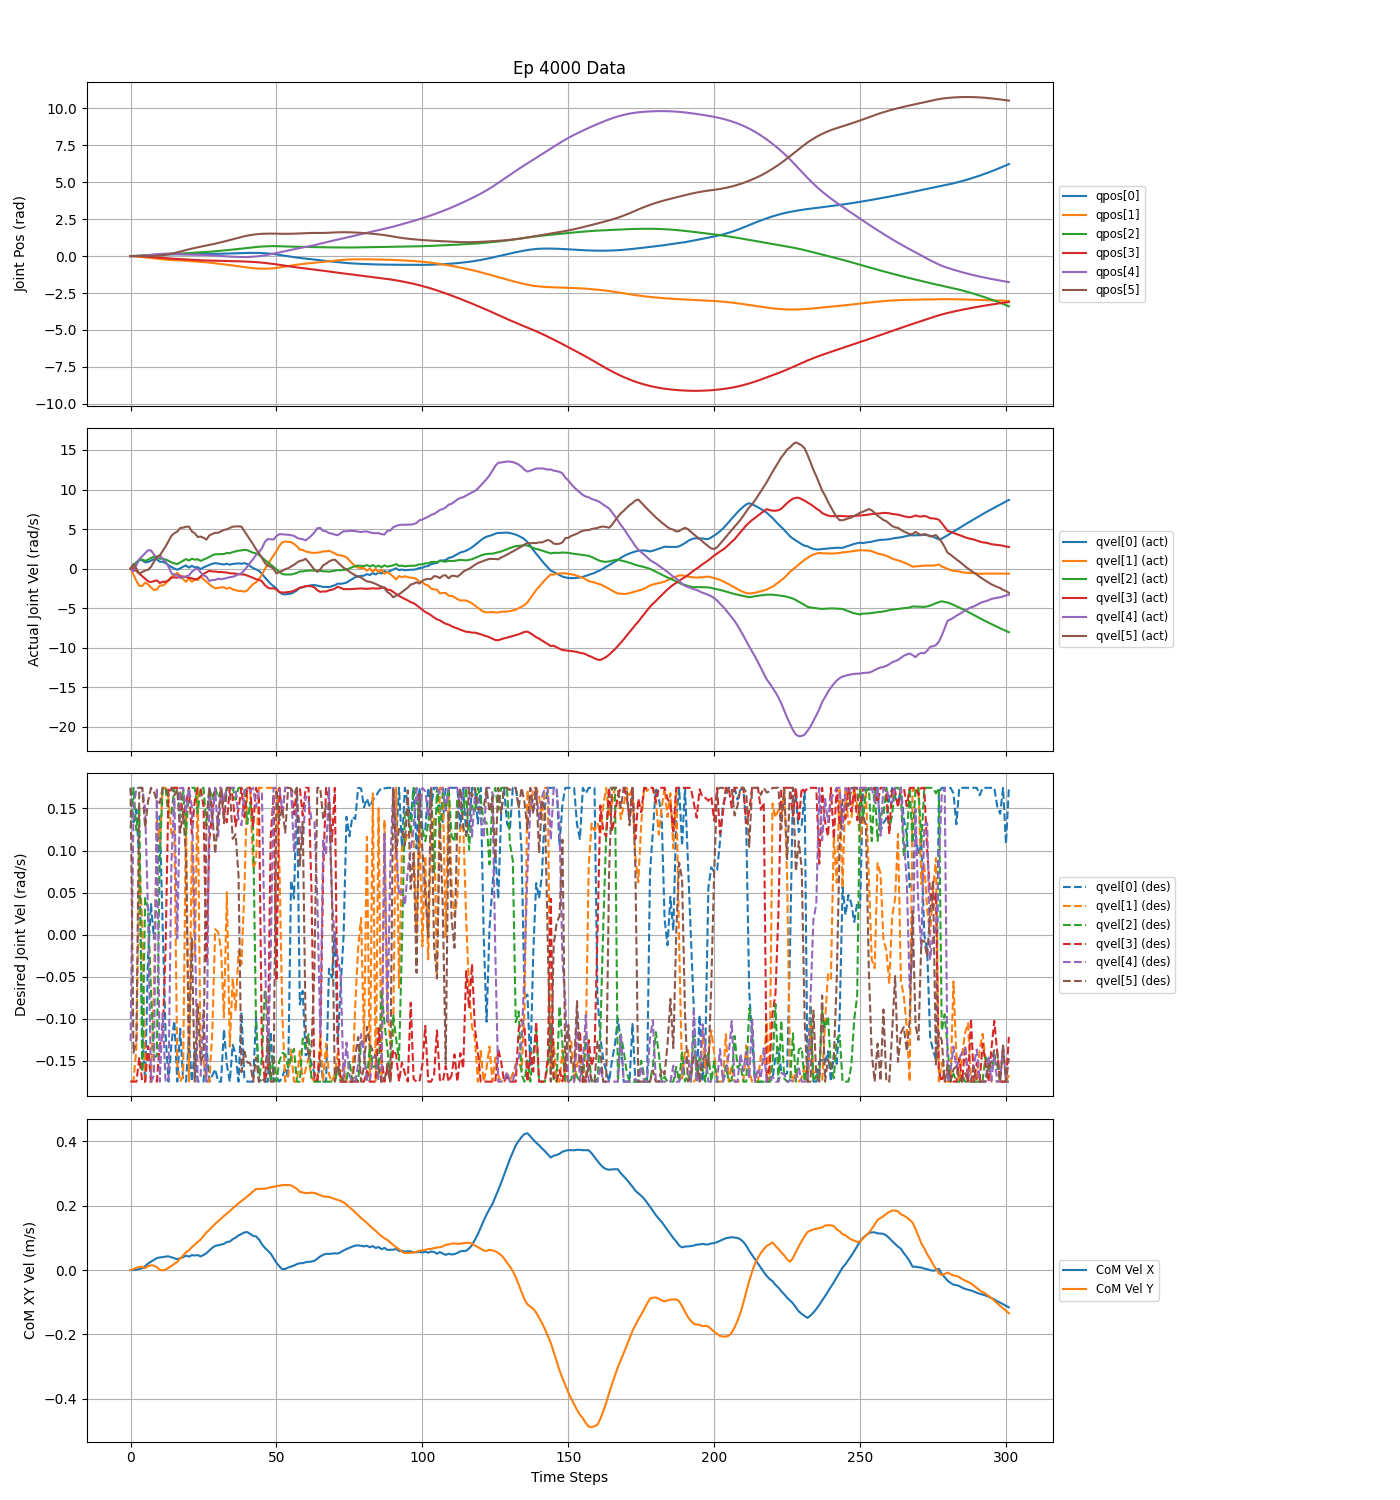 Ep 4000 Data
10.0
7.5
5.0
2.5
0.0
−2.5
−5.0
−7.5
−10.0
Joint Pos (rad)
qpos[0]
qpos[1]
qpos[2]
qpos[3]
qpos[4]
qpos[5]
15
10
5
0
−5
−10
−15
−20
Actual Joint Vel (rad/s)
qvel[0] (act)
qvel[1] (act)
qvel[2] (act)
qvel[3] (act)
qvel[4] (act)
qvel[5] (act)
0.15
0.10
0.05
0.00
−0.05
−0.10
−0.15
Desired Joint Vel (rad/s)
qvel[0] (des)
qvel[1] (des)
qvel[2] (des)
qvel[3] (des)
qvel[4] (des)
qvel[5] (des)
0.4
0.2
0.0
−0.2
−0.4
CoM XY Vel (m/s)
CoM Vel X
CoM Vel Y
0 50 100 150 200 250 300
Time Steps